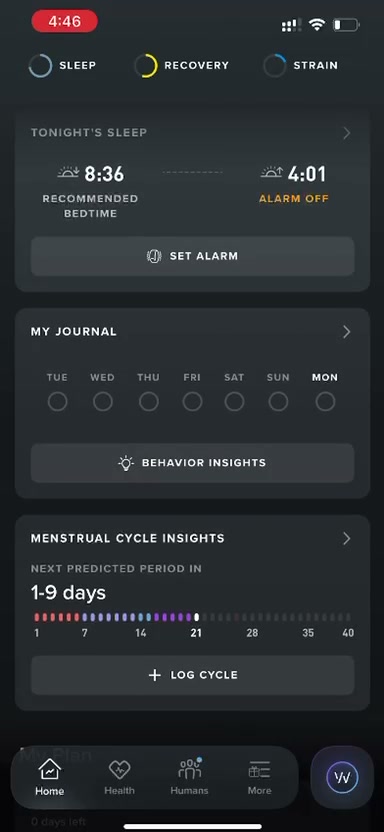 4:46
SLEEP RECOVERY STRAIN
TONIGHT'S SLEEP
8:36 4:01
RECOMMENDED BEDTIME ALARM OFF
SET ALARM
MY JOURNAL
TUE WED THU FRI SAT SUN MON
BEHAVIOR INSIGHTS
MENSTRUAL CYCLE INSIGHTS
NEXT PREDICTED PERIOD IN
1-9 days
1 7 14 21 28 35 40
+ LOG CYCLE
My Plan
Home Health Humans More W
0 days left